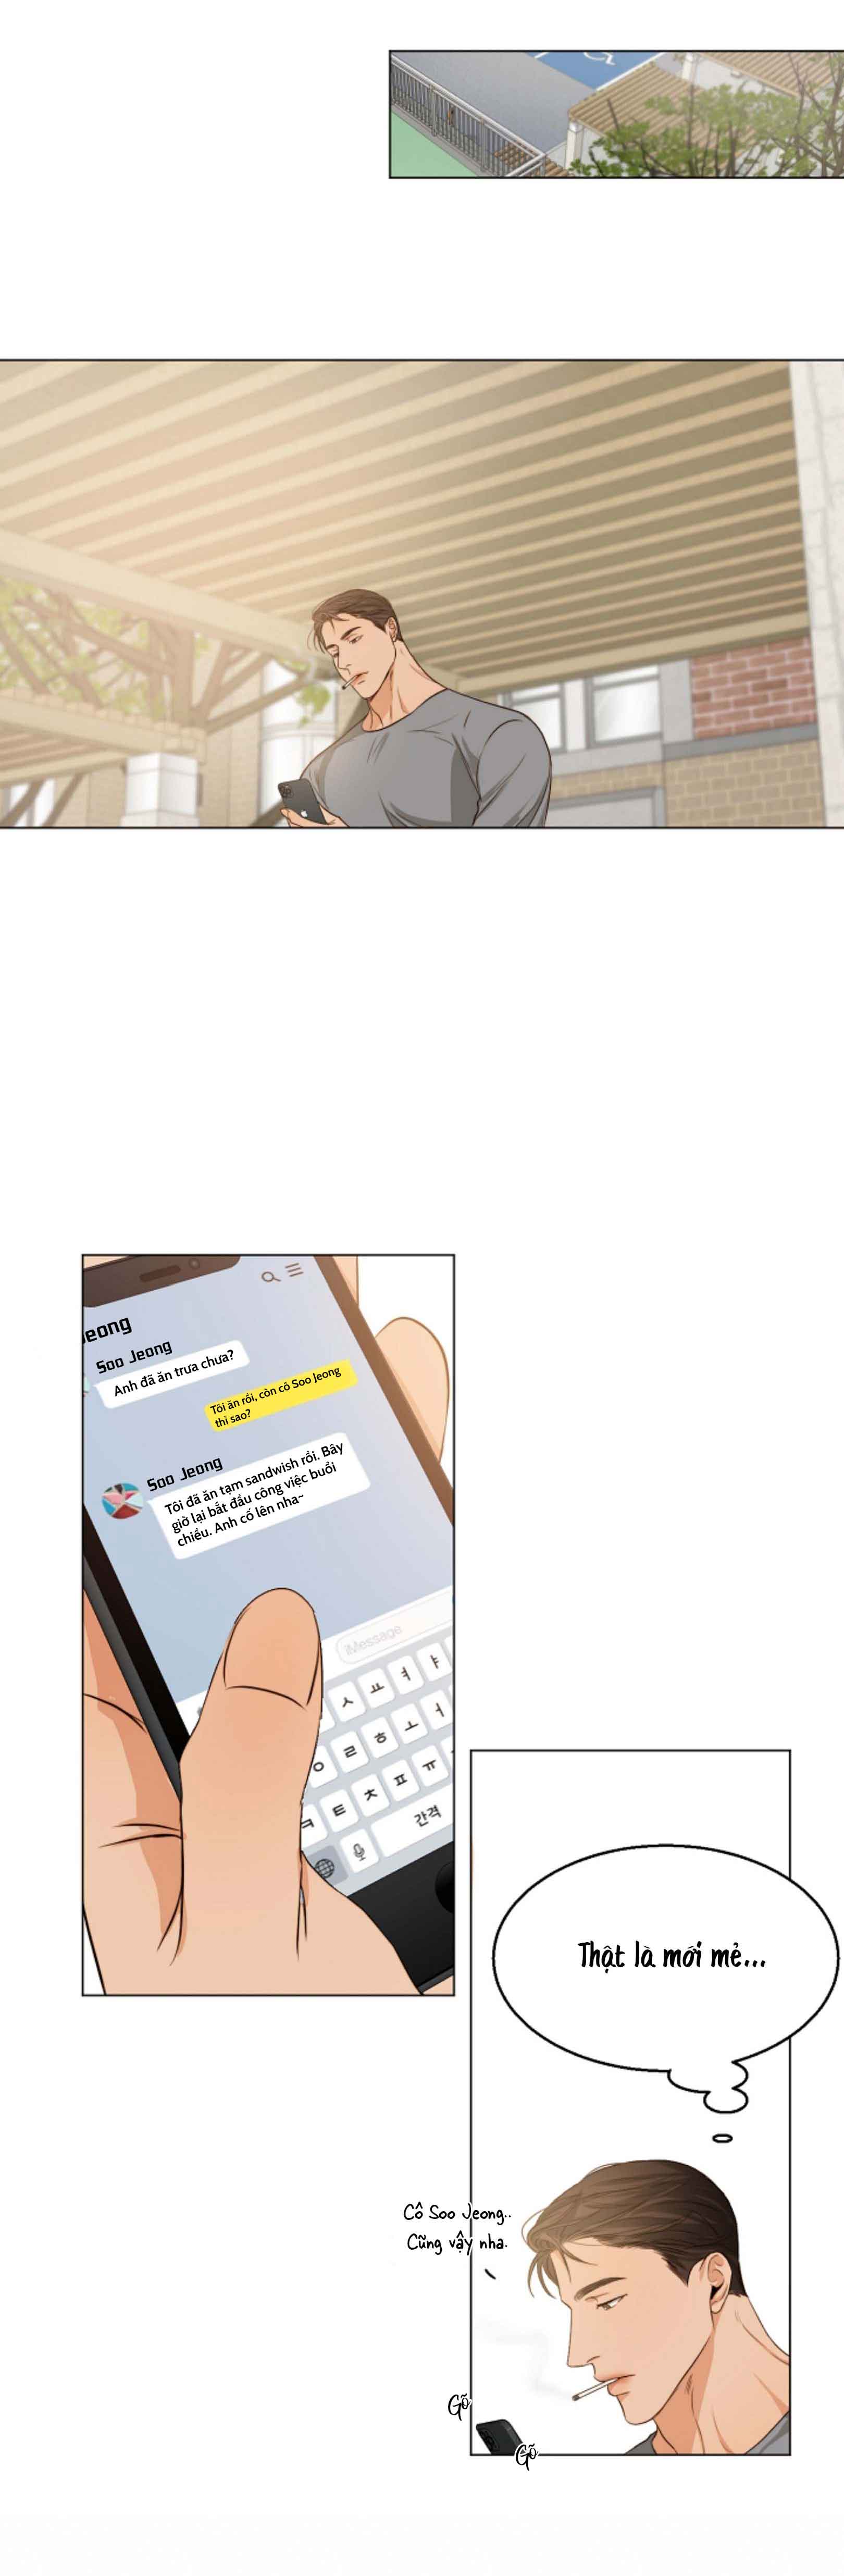 Jeong
Soo Jeong
Anh đã ăn trưa chưa?
Tôi ăn rồi, còn cô Soo Jeong
thì sao?
Soo Jeong
Tôi đã ăn tạm sandwish rồi. Bây
giờ lại bắt đầu công việc buổi
chiều. Anh cố lên nha~
iMessage
ㅅ ㅛ ㅕ ㅑ
ㅇ ㄹ ㅎ ㅗ ㅓ
ㅋ ㅌ ㅊ ㅍ ㅠ
간격
Thật là mới mẻ...
Cô Soo Jeong..
Cũng vậy nha.
Gõ
Gõ